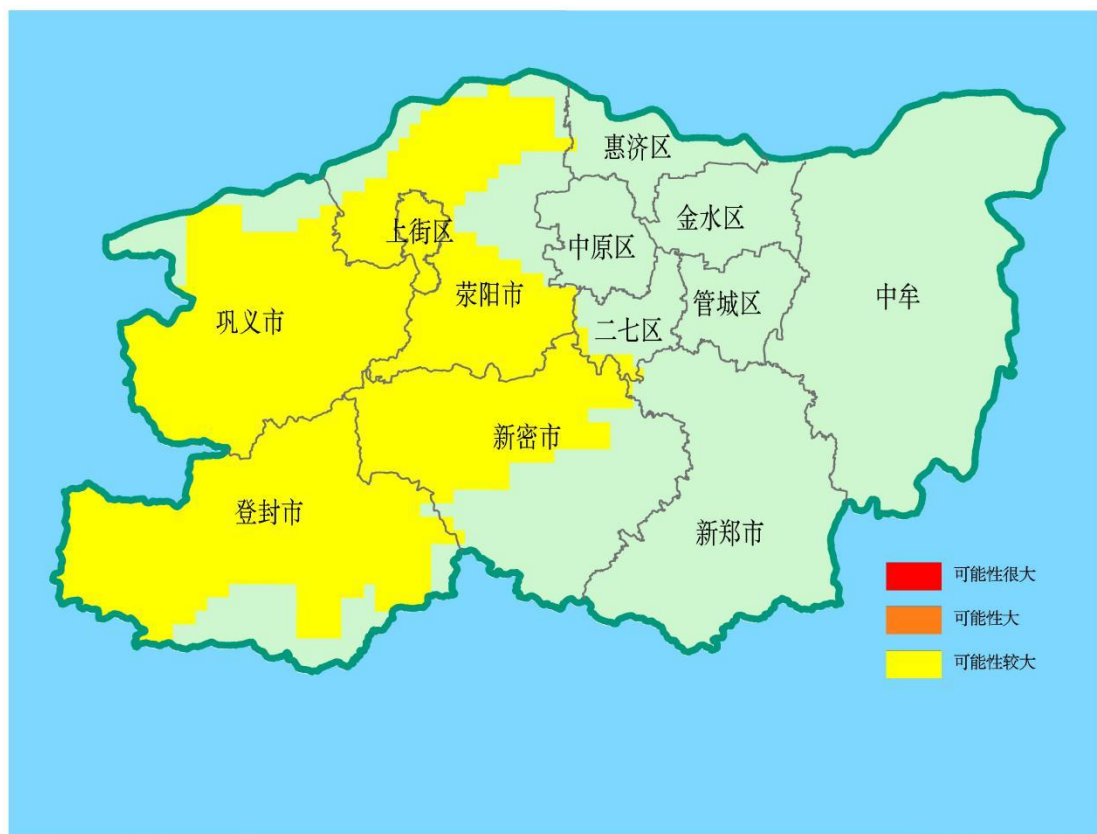 惠济区
金水区
上街区
中原区
荥阳市
管城区
中牟
巩义市
二七区
新密市
登封市
新郑市
可能性很大
可能性大
可能性较大